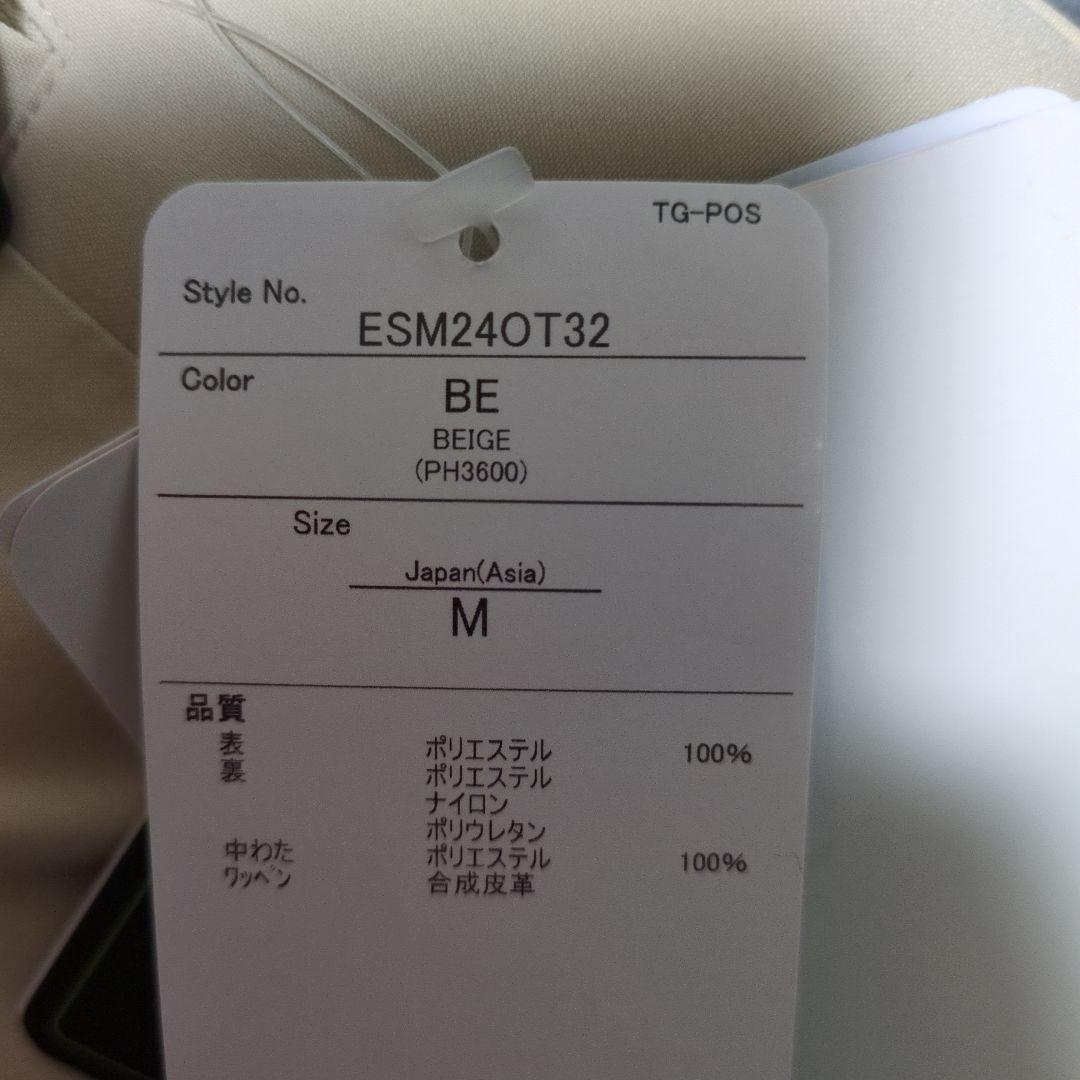 TG-POS
Style No.
ESM24OT32
Color
BE
BEIGE
(PH3600)
Size
Japan(Asia)
M
品質
表 ポリエステル 100%
裏 ポリエステル
ナイロン
ポリウレタン
中わた ポリエステル 100%
ワッペン 合成皮革